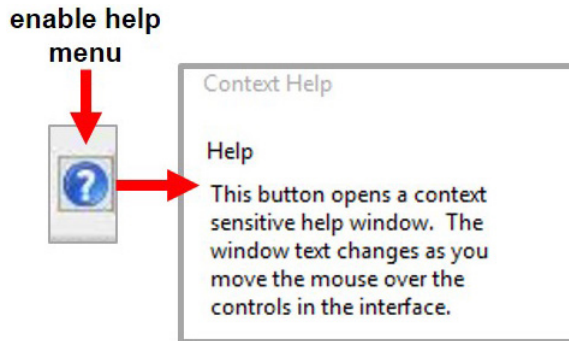 enable help
menu
Context Help
Help
?
This button opens a context
sensitive help window.  The
window text changes as you
move the mouse over the
controls in the interface.